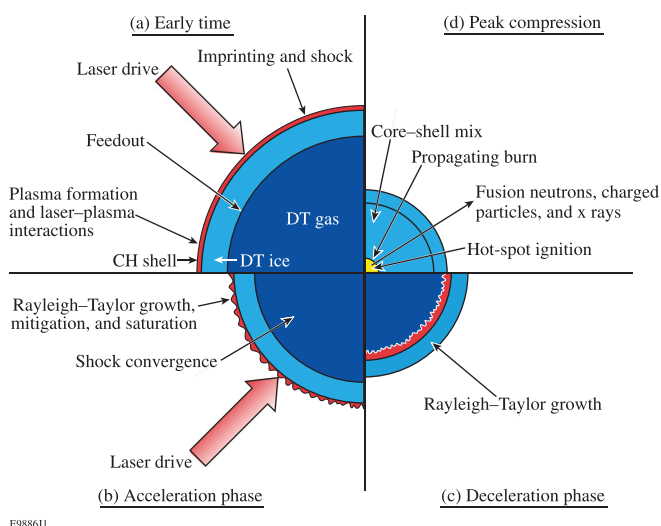 (a) Early time
(d) Peak compression
Imprinting and shock
Laser drive
Feedout
Core–shell mix
Propagating burn
Plasma formation
and laser–plasma
interactions
Fusion neutrons, charged
particles, and x rays
DT gas
Hot-spot ignition
CH shell
DT ice
Rayleigh–Taylor growth,
mitigation, and saturation
Shock convergence
Rayleigh–Taylor growth
Laser drive
(b) Acceleration phase
(c) Deceleration phase
E9886J1